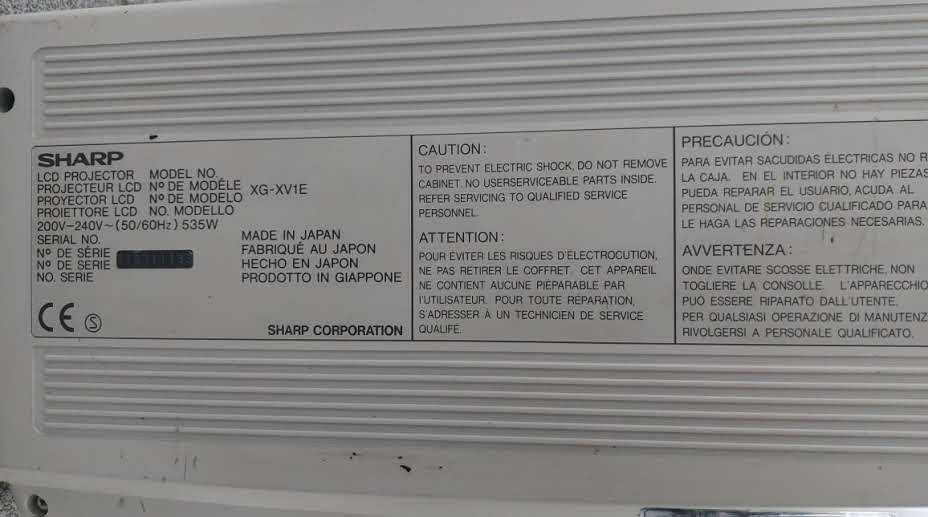 SHARP
LCD PROJECTOR MODEL NO.
PROJECTEUR LCD Nº DE MODÈLE XG-XV1E
PROYECTOR LCD Nº DE MODELO
PROIETTORE LCD NO. MODELLO
200V-240V~(50/60Hz) 535W
SERIAL NO.
Nº DE SÉRIE
Nº DE SERIE
NO. SERIE
MADE IN JAPAN
FABRIQUÉ AU JAPON
HECHO EN JAPON
PRODOTTO IN GIAPPONE
CE S
SHARP CORPORATION
CAUTION:
TO PREVENT ELECTRIC SHOCK, DO NOT REMOVE
CABINET. NO USERSERVICEABLE PARTS INSIDE.
REFER SERVICING TO QUALIFIED SERVICE
PERSONNEL.
ATTENTION:
POUR ÉVITER LES RISQUES D'ÉLECTROCUTION,
NE PAS RETIRER LE COFFRET. CET APPAREIL
NE CONTIENT AUCUNE PIÉPARABLE PAR
L'UTILISATEUR. POUR TOUTE RÉPARATION,
S'ADRESSER À UN TECHNICIEN DE SERVICE
QUALIFÉ.
PRECAUCIÓN:
PARA EVITAR SACUDIDAS ELÉCTRICAS NO R
LA CAJA. EN EL INTERIOR NO HAY PIEZAS
PUEDA REPARAR EL USUARIO, ACUDA AL
PERSONAL DE SERVICIO CUALIFICADO PARA
LE HAGA LAS REPARACIONES NECESARIAS.
AVVERTENZA:
ONDE EVITARE SCOSSE ELETTRICHE, NON
TOGLIERE LA CONSOLLE. L'APPARECCHIO
PUÒ ESSERE RIPARATO DALL'UTENTE.
PER QUALSIASI OPERAZIONE DI MANUTENZ
RIVOLGERSI A PERSONALE QUALIFICATO.